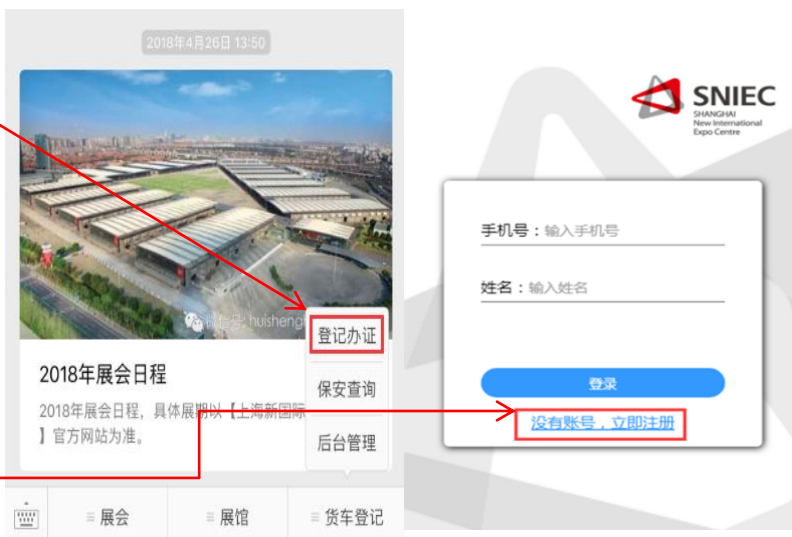 2018年4月26日 13:50
微信号: huisheng
登记办证
保安查询
后台管理
2018年展会日程
2018年展会日程，具体展期以【上海新国际
】官方网站为准。
展会
展馆
货车登记
SNIEC
SHANGHAI
New International
Expo Centre
手机号：输入手机号
姓名：输入姓名
登录
没有账号，立即注册